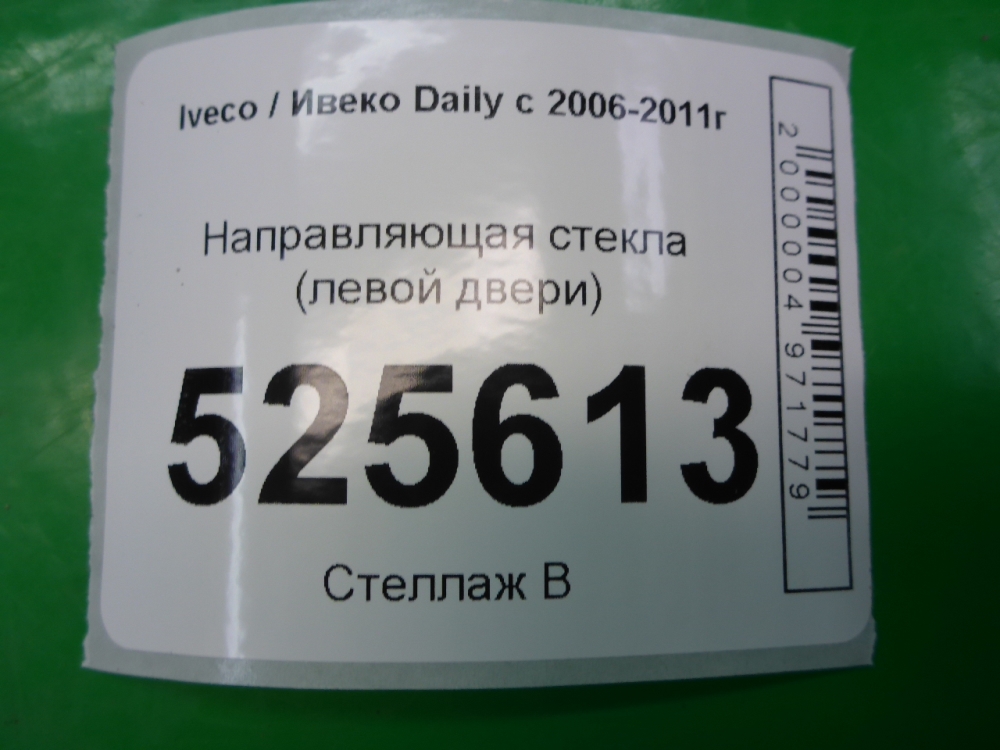 Iveco / Ивеко Daily с 2006-2011г
Направляющая стекла
(левой двери)
525613
Стеллаж В
2000004971779